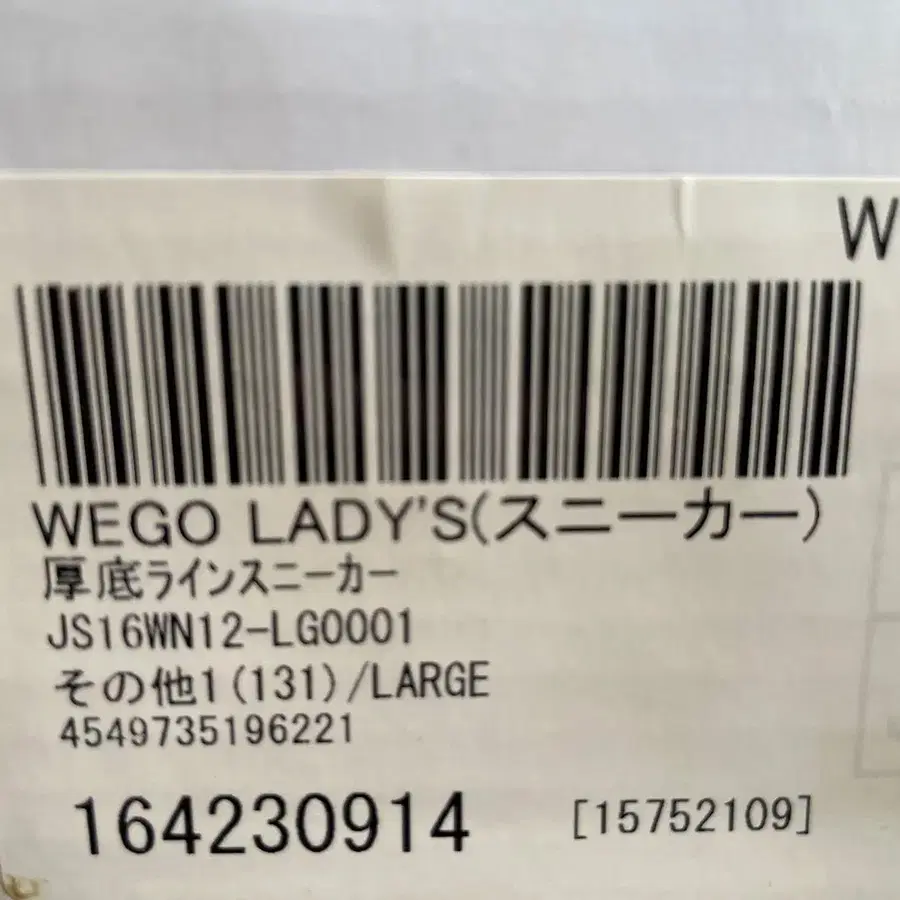 W
WEGO LADY'S(スニーカー)
厚底ラインスニーカー
JS16WN12-LG0001
その他1(131)/LARGE
4549735196221
164230914 [15752109]